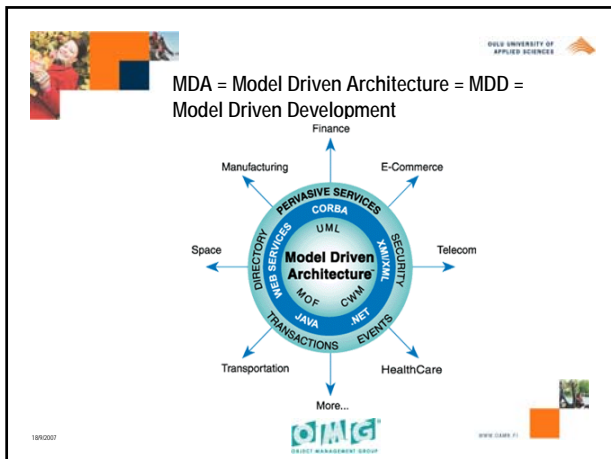 OULU UNIVERSITY OF
APPLIED SCIENCES
MDA = Model Driven Architecture = MDD =
Model Driven Development
Finance
Manufacturing
E-Commerce
PERVASIVE SERVICES
CORBA
UML
DIRECTORY
WEB SERVICES
XMI/XML
SECURITY
Space
Model Driven
Architecture™
Telecom
MOF
CWM
JAVA
.NET
TRANSACTIONS
EVENTS
Transportation
HealthCare
More...
OMG®
OBJECT MANAGEMENT GROUP
18/9/2007
WWW.OAMK.FI